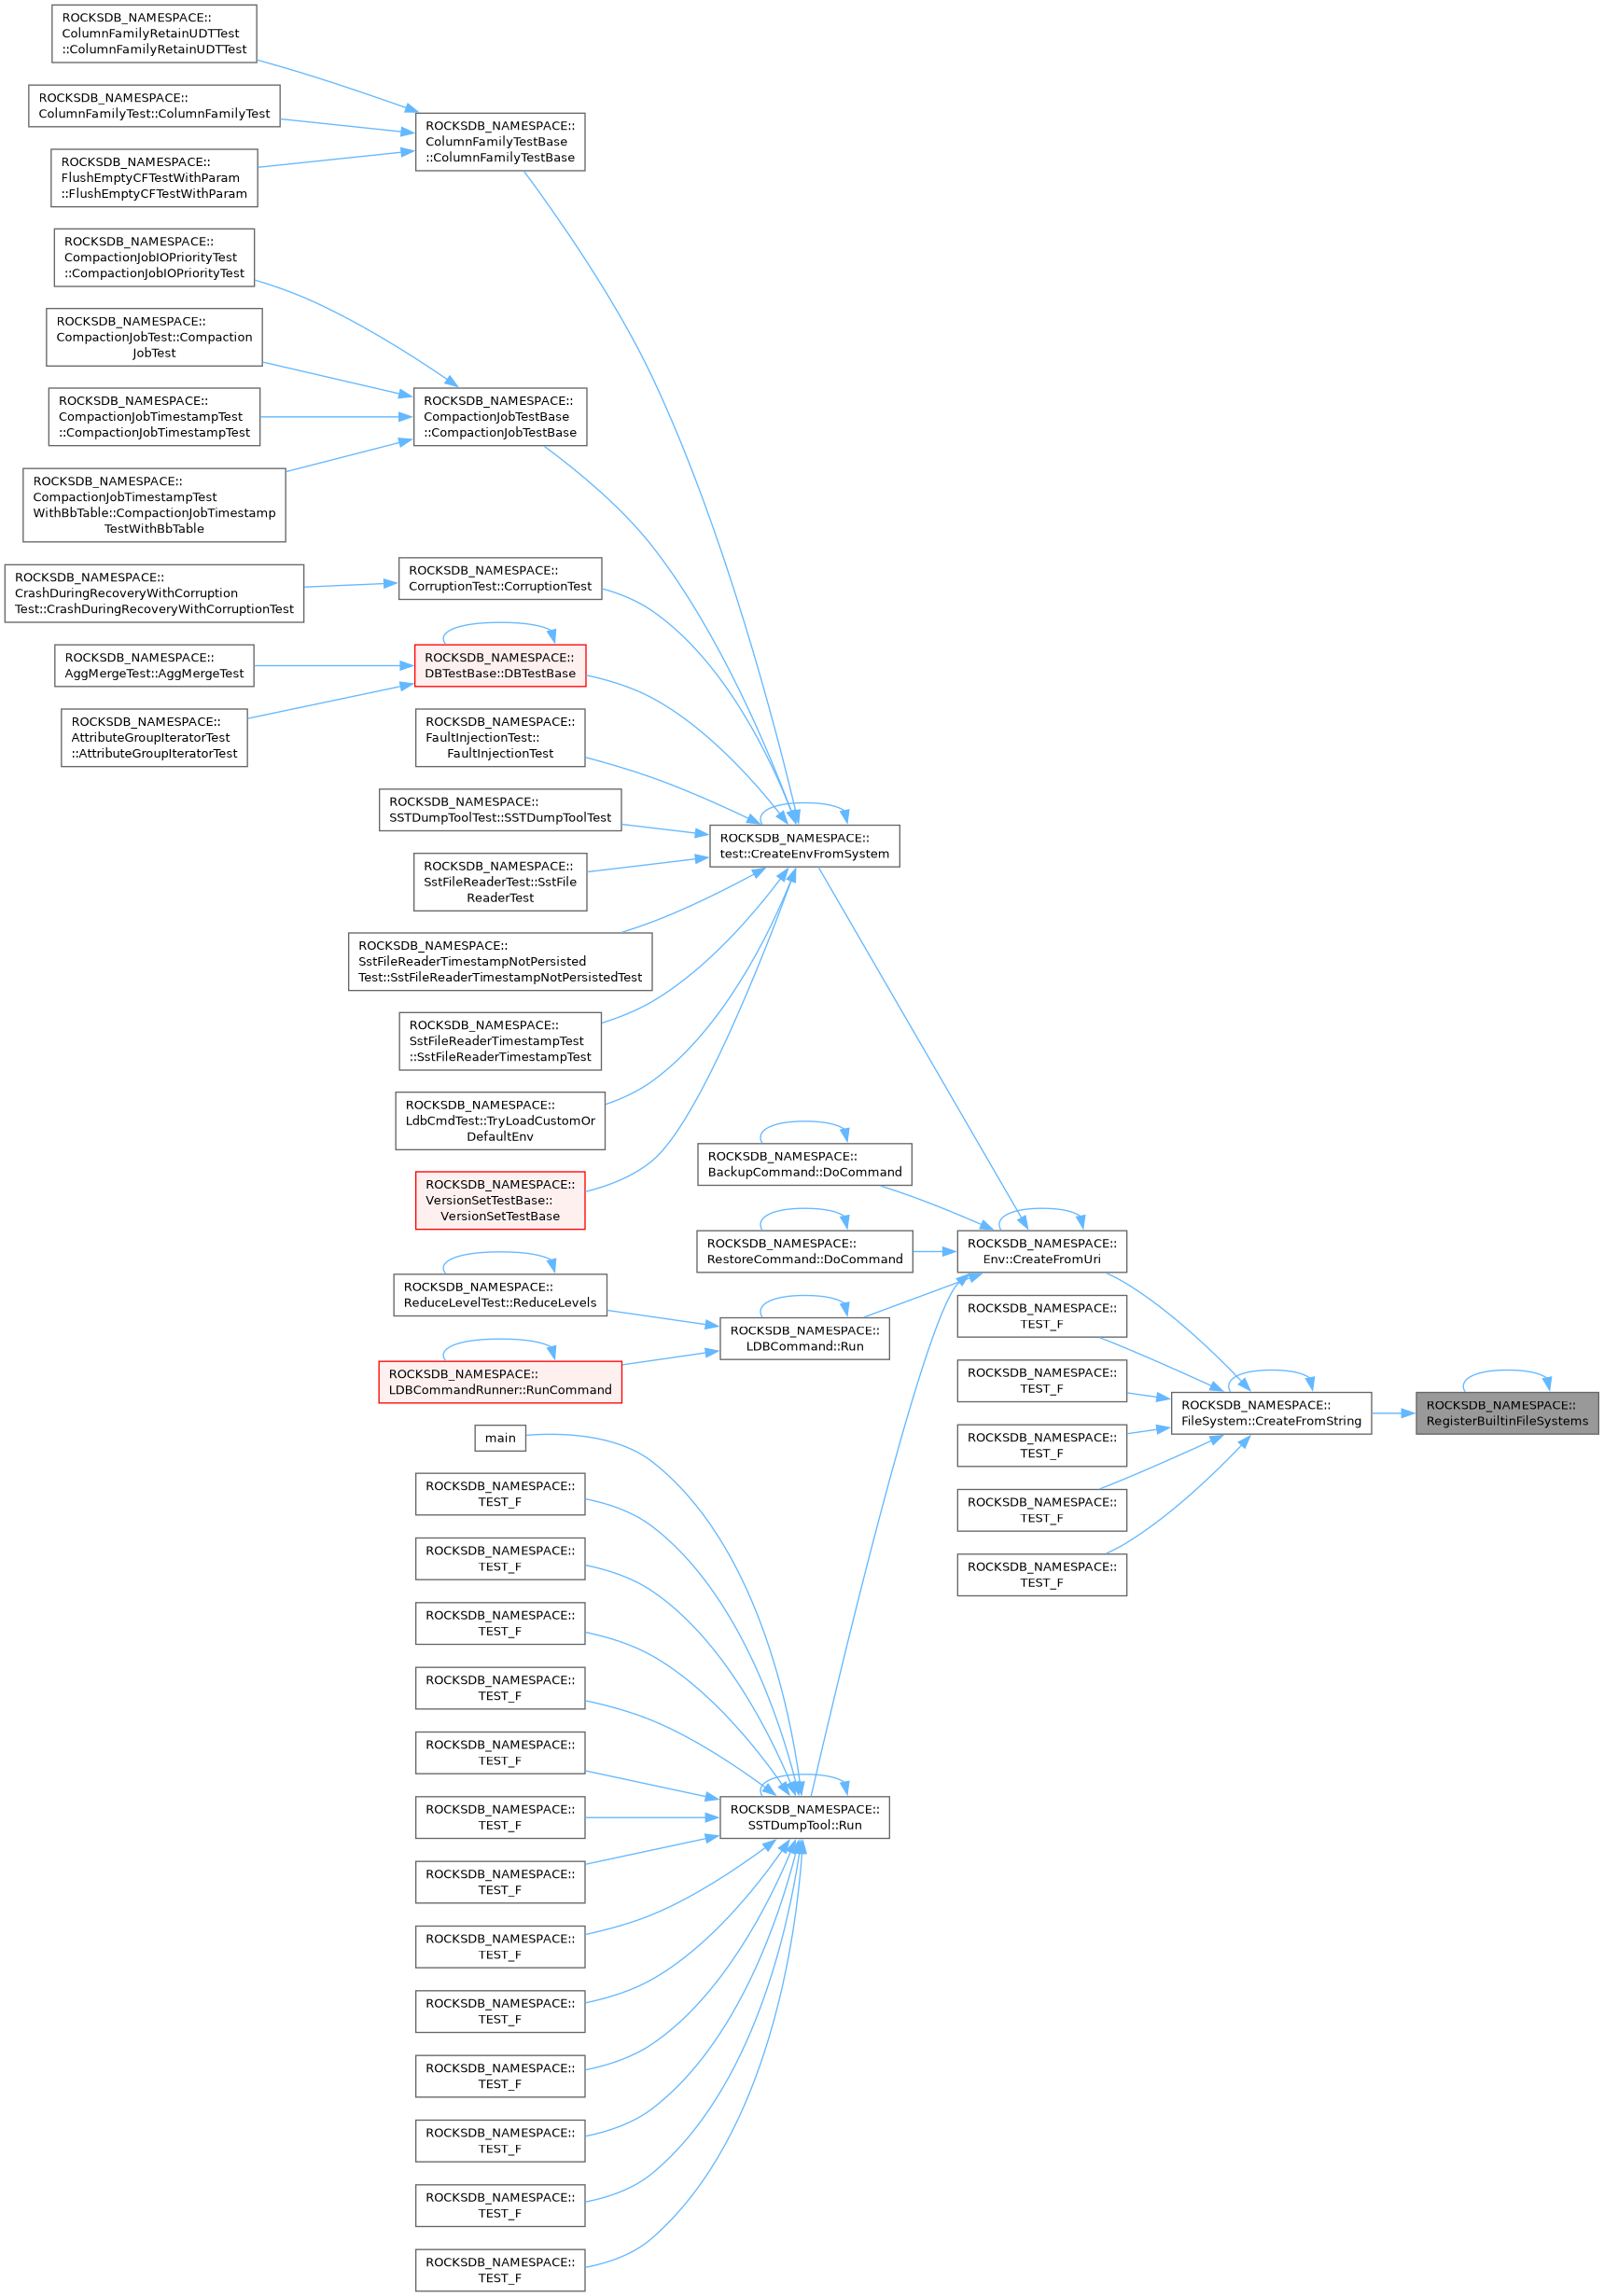 ROCKSDB_NAMESPACE::
ColumnFamilyRetainUDTTest
::ColumnFamilyRetainUDTTest
ROCKSDB_NAMESPACE::
ColumnFamilyTest::ColumnFamilyTest
ROCKSDB_NAMESPACE::
FlushEmptyCFTestWithParam
::FlushEmptyCFTestWithParam
ROCKSDB_NAMESPACE::
CompactionJobIOPriorityTest
::CompactionJobIOPriorityTest
ROCKSDB_NAMESPACE::
CompactionJobTest::Compaction
JobTest
ROCKSDB_NAMESPACE::
CompactionJobTimestampTest
::CompactionJobTimestampTest
ROCKSDB_NAMESPACE::
CompactionJobTimestampTest
WithBbTable::CompactionJobTimestamp
TestWithBbTable
ROCKSDB_NAMESPACE::
CrashDuringRecoveryWithCorruption
Test::CrashDuringRecoveryWithCorruptionTest
ROCKSDB_NAMESPACE::
AggMergeTest::AggMergeTest
ROCKSDB_NAMESPACE::
AttributeGroupIteratorTest
::AttributeGroupIteratorTest
ROCKSDB_NAMESPACE::
ColumnFamilyTestBase
::ColumnFamilyTestBase
ROCKSDB_NAMESPACE::
CompactionJobTestBase
::CompactionJobTestBase
ROCKSDB_NAMESPACE::
CorruptionTest::CorruptionTest
ROCKSDB_NAMESPACE::
DBTestBase::DBTestBase
ROCKSDB_NAMESPACE::
FaultInjectionTest::
FaultInjectionTest
ROCKSDB_NAMESPACE::
SSTDumpToolTest::SSTDumpToolTest
ROCKSDB_NAMESPACE::
SstFileReaderTest::SstFile
ReaderTest
ROCKSDB_NAMESPACE::
SstFileReaderTimestampNotPersisted
Test::SstFileReaderTimestampNotPersistedTest
ROCKSDB_NAMESPACE::
SstFileReaderTimestampTest
::SstFileReaderTimestampTest
ROCKSDB_NAMESPACE::
LdbCmdTest::TryLoadCustomOr
DefaultEnv
ROCKSDB_NAMESPACE::
VersionSetTestBase::
VersionSetTestBase
ROCKSDB_NAMESPACE::
ReduceLevelTest::ReduceLevels
ROCKSDB_NAMESPACE::
LDBCommandRunner::RunCommand
main
ROCKSDB_NAMESPACE::
TEST_F
ROCKSDB_NAMESPACE::
TEST_F
ROCKSDB_NAMESPACE::
TEST_F
ROCKSDB_NAMESPACE::
TEST_F
ROCKSDB_NAMESPACE::
TEST_F
ROCKSDB_NAMESPACE::
TEST_F
ROCKSDB_NAMESPACE::
TEST_F
ROCKSDB_NAMESPACE::
TEST_F
ROCKSDB_NAMESPACE::
TEST_F
ROCKSDB_NAMESPACE::
TEST_F
ROCKSDB_NAMESPACE::
TEST_F
ROCKSDB_NAMESPACE::
TEST_F
ROCKSDB_NAMESPACE::
TEST_F
ROCKSDB_NAMESPACE::
test::CreateEnvFromSystem
ROCKSDB_NAMESPACE::
BackupCommand::DoCommand
ROCKSDB_NAMESPACE::
RestoreCommand::DoCommand
ROCKSDB_NAMESPACE::
LDBCommand::Run
ROCKSDB_NAMESPACE::
SSTDumpTool::Run
ROCKSDB_NAMESPACE::
Env::CreateFromUri
ROCKSDB_NAMESPACE::
TEST_F
ROCKSDB_NAMESPACE::
TEST_F
ROCKSDB_NAMESPACE::
TEST_F
ROCKSDB_NAMESPACE::
TEST_F
ROCKSDB_NAMESPACE::
TEST_F
ROCKSDB_NAMESPACE::
FileSystem::CreateFromString
ROCKSDB_NAMESPACE::
RegisterBuiltinFileSystems